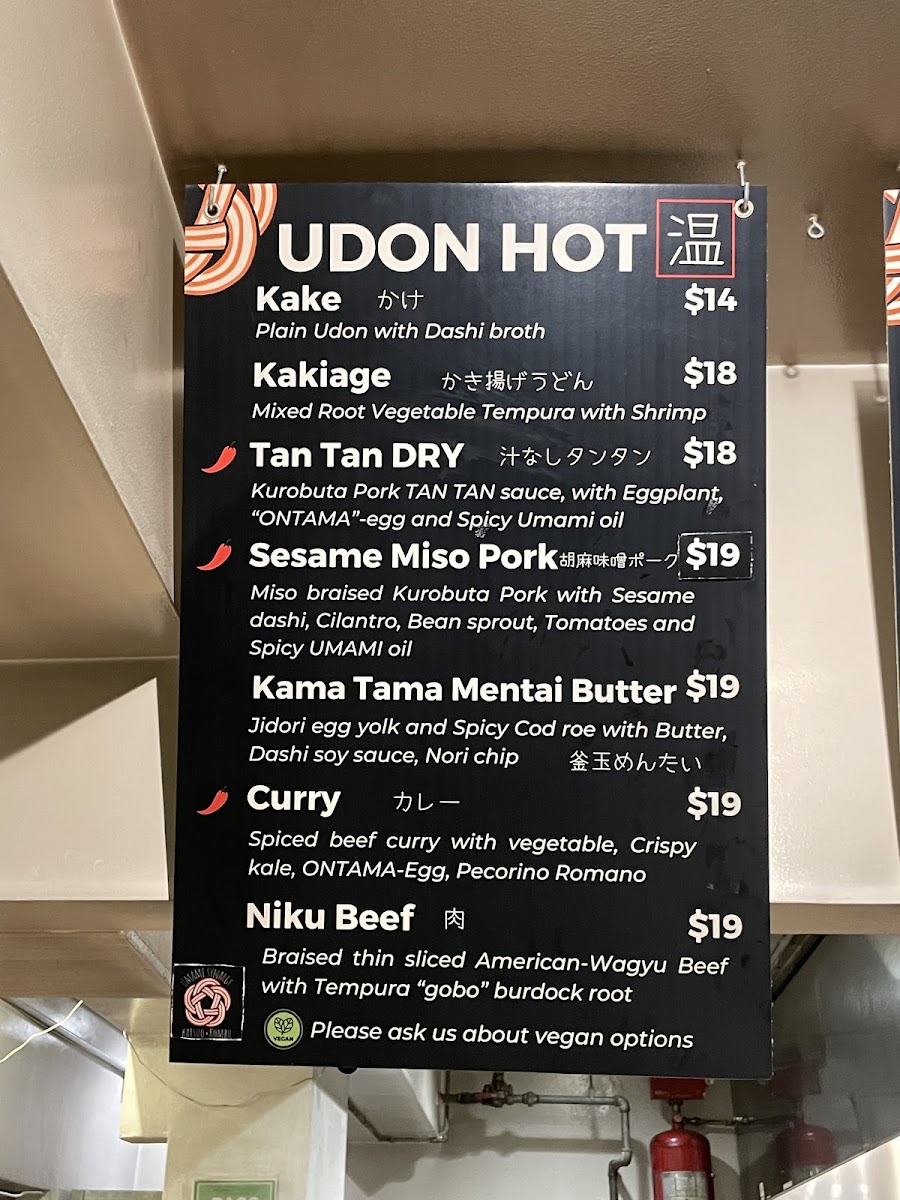 UDON HOT 温
Kake かけ $14
Plain Udon with Dashi broth
Kakiage かき揚げうどん $18
Mixed Root Vegetable Tempura with Shrimp
Tan Tan DRY 汁なしタンタン $18
Kurobuta Pork TAN TAN sauce, with Eggplant,
“ONTAMA”-egg and Spicy Umami oil
Sesame Miso Pork 胡麻味噌ポーク $19
Miso braised Kurobuta Pork with Sesame
dashi, Cilantro, Bean sprout, Tomatoes and
Spicy UMAMI oil
Kama Tama Mentai Butter $19
Jidori egg yolk and Spicy Cod roe with Butter,
Dashi soy sauce, Nori chip 釜玉めんたい
Curry カレー $19
Spiced beef curry with vegetable, Crispy
kale, ONTAMA-Egg, Pecorino Romano
Niku Beef 肉 $19
Braised thin sliced American-Wagyu Beef
with Tempura “gobo” burdock root
UMAMI SYNERGY
KATSUO • KOMBU
VEGAN Please ask us about vegan options